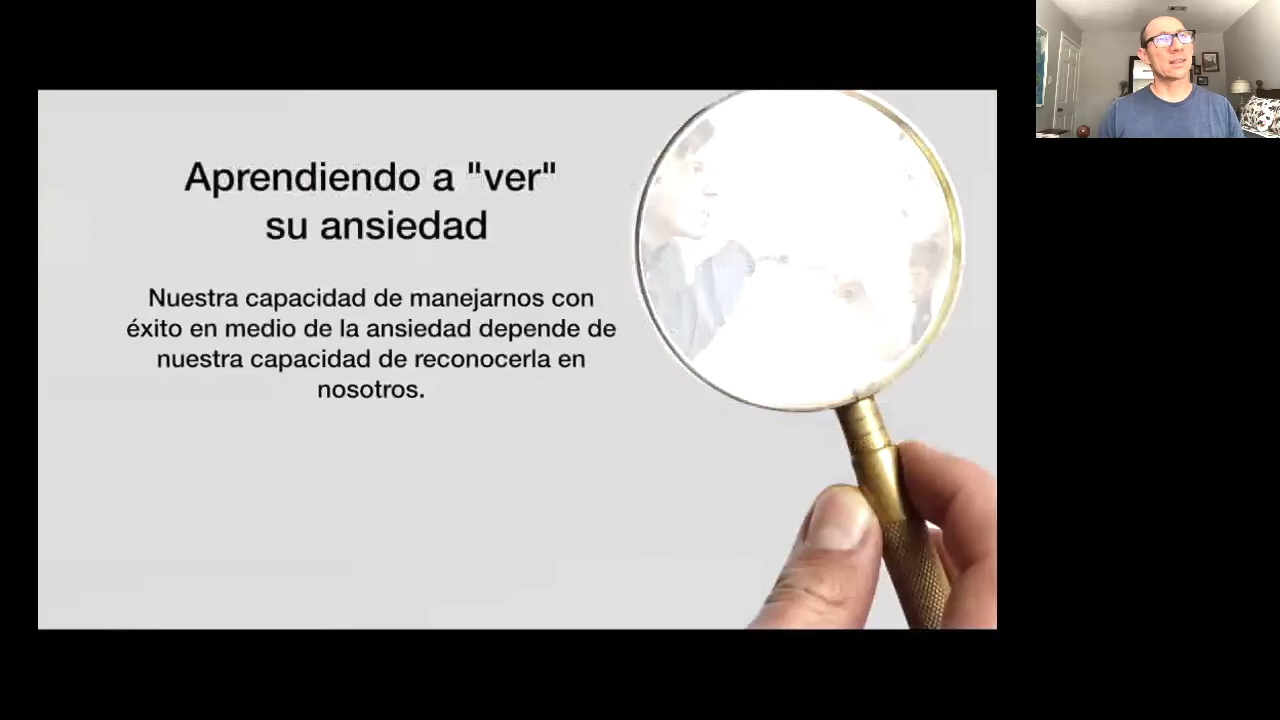 Aprendiendo a "ver"
su ansiedad
Nuestra capacidad de manejarnos con
éxito en medio de la ansiedad depende de
nuestra capacidad de reconocerla en
nosotros.